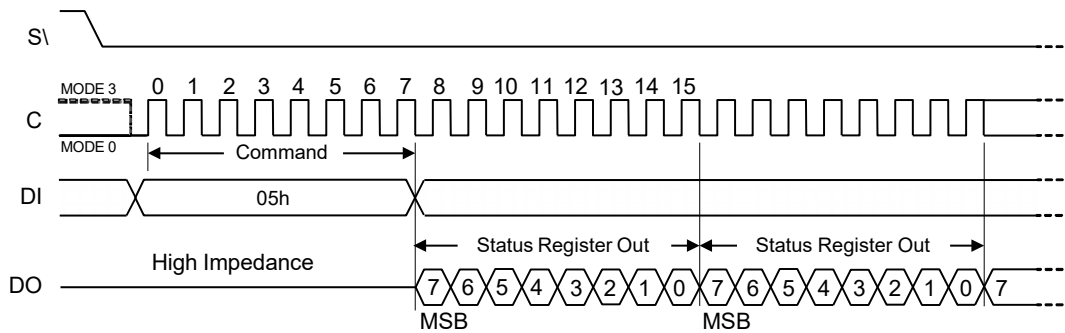 S\
MODE 3 0 1 2 3 4 5 6 7 8 9 10 11 12 13 14 15
C
MODE 0
Command
DI 05h
Status Register Out Status Register Out
High Impedance
DO 7 6 5 4 3 2 1 0 7 6 5 4 3 2 1 0 7
MSB MSB